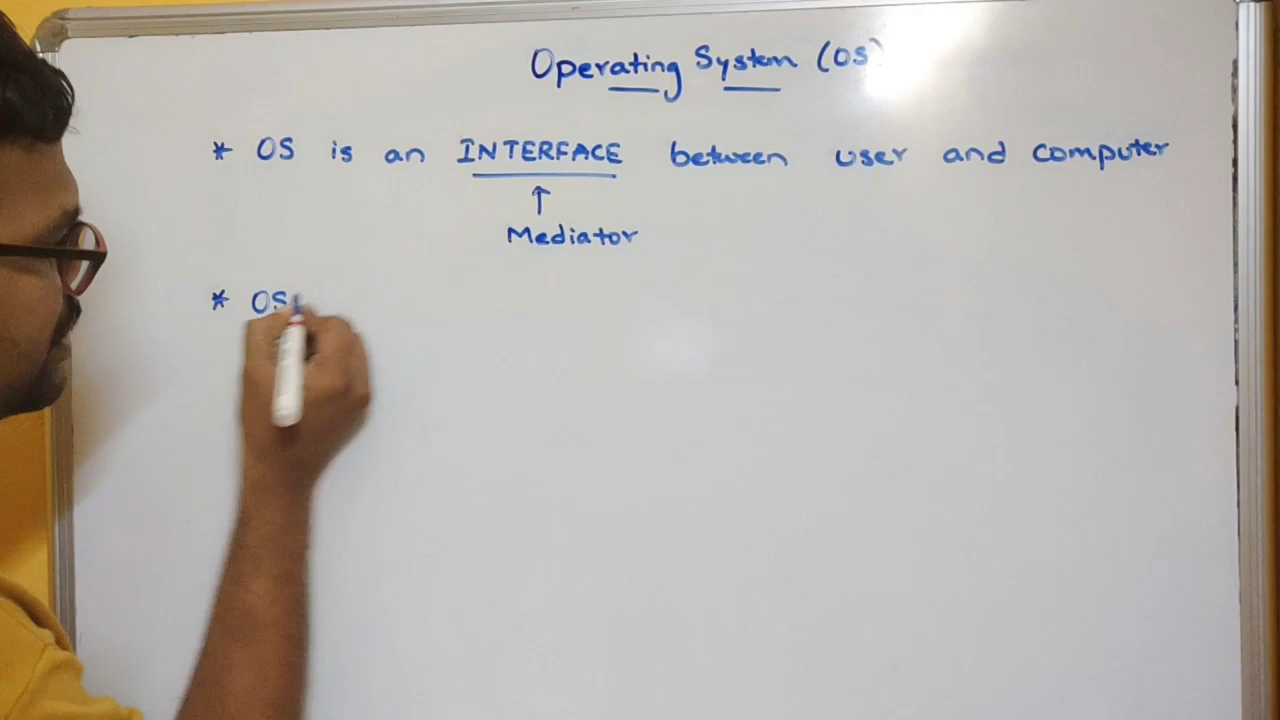 Operating System (OS)
* OS is an INTERFACE between user and computer
↑
Mediator
* OS